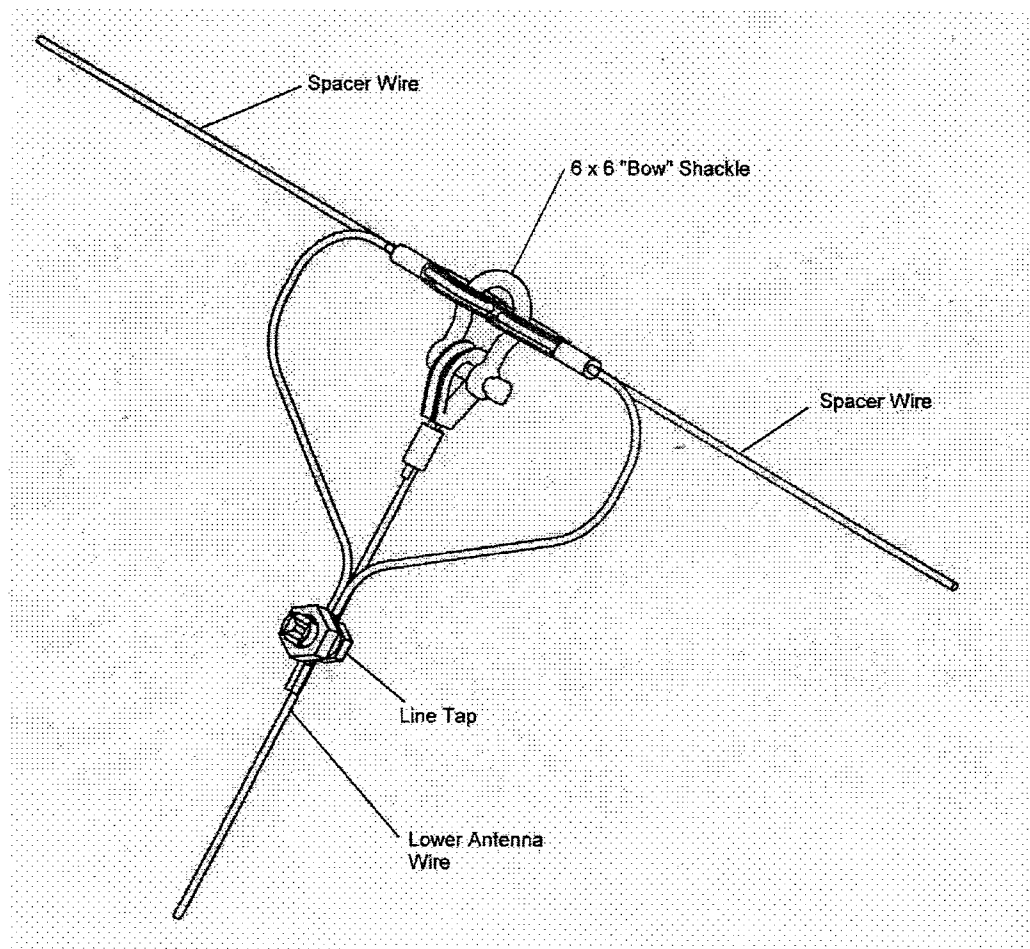 Spacer Wire
6 x 6 "Bow" Shackle
Spacer Wire
Line Tap
Lower Antenna
Wire